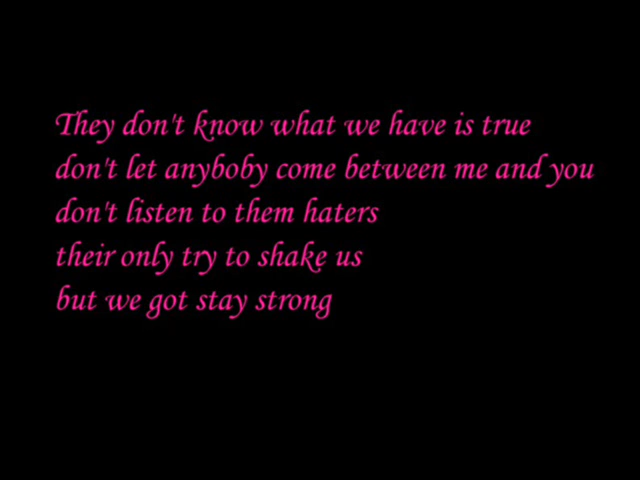 They don't know what we have is true
don't let anyboby come between me and you
don't listen to them haters
their only try to shake us
but we got stay strong